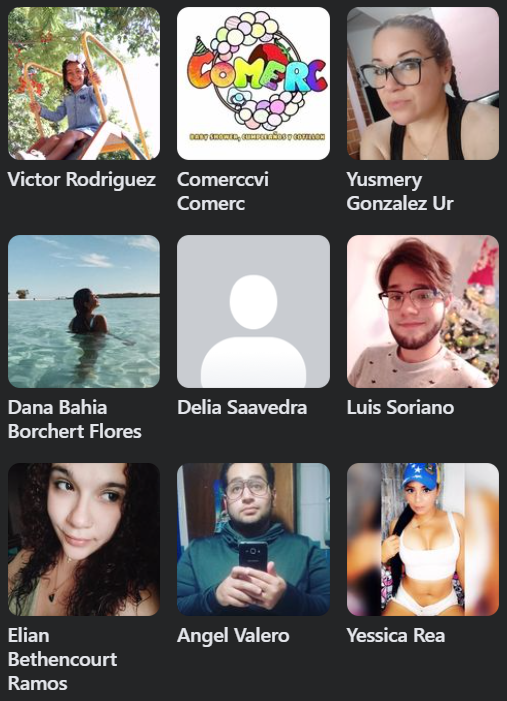 COMERC
BABY SHOWER, CUMPLEAÑOS Y COTILLON
Victor Rodriguez
Comerccvi
Comerc
Yusmery
Gonzalez Ur
Dana Bahia
Borchert Flores
Delia Saavedra
Luis Soriano
Elian
Bethencourt
Ramos
Angel Valero
Yessica Rea